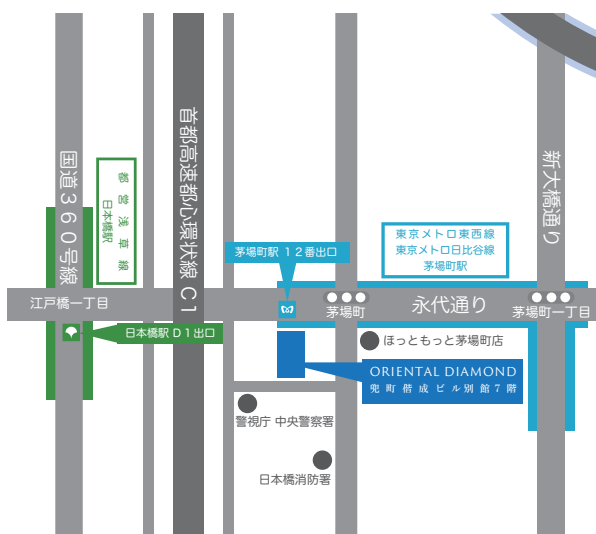 国道360号線
都営浅草線
日本橋駅
首都高速都心環状線 C1
新大橋通り
茅場町駅 12番出口
東京メトロ東西線
東京メトロ日比谷線
茅場町駅
江戸橋一丁目
茅場町
永代通り
茅場町一丁目
日本橋駅 D1出口
ほっともっと茅場町店
ORIENTAL DIAMOND
兜町偕成ビル別館7階
警視庁 中央警察署
日本橋消防署